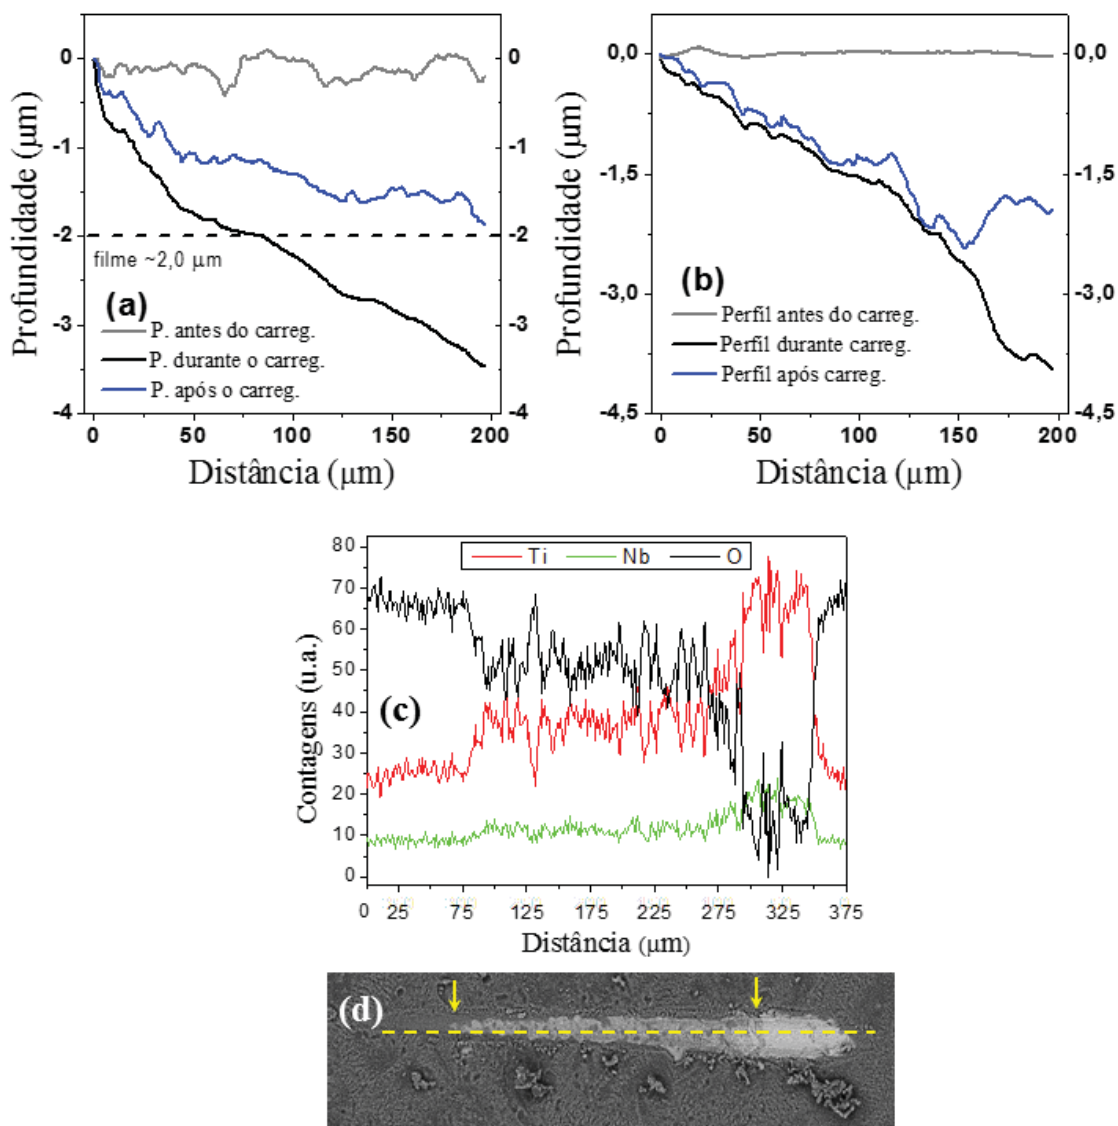 (a)
0
-1
-2
-3
-4
0
-1
-2
-3
-4
Profundidade (μm)
filme ~2,0 μm
P. antes do carreg.
P. durante o carreg.
P. após o carreg.
0 50 100 150 200
Distância (μm)
0,0
-1,5
-3,0
-4,5
0,0
-1,5
-3,0
-4,5
Profundidade (μm)
(b)
Perfil antes do carreg.
Perfil durante carreg.
Perfil após carreg.
0 50 100 150 200
Distância (μm)
Ti Nb O
80
70
60
50
40
30
20
10
0
Contagens (u.a.)
(c)
0 25 75 125 175 225 275 325 375
Distância (μm)
(d)